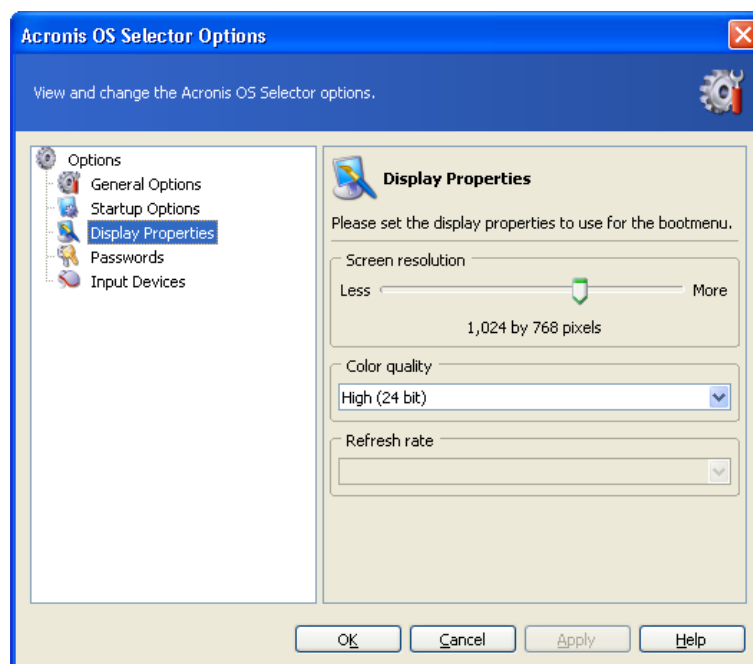 Acronis OS Selector Options
View and change the Acronis OS Selector options.
Options
General Options
Startup Options
Display Properties
Passwords
Input Devices
Display Properties
Please set the display properties to use for the bootmenu.
Screen resolution
Less More
1,024 by 768 pixels
Color quality
High (24 bit)
Refresh rate
OK Cancel Apply Help